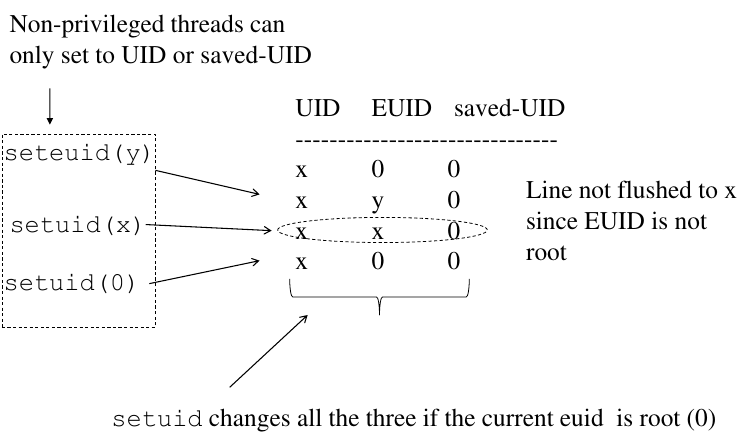 Non-privileged threads can
only set to UID or saved-UID
UID EUID saved-UID
-------------------------------
seteuid(y)
x 0 0
x y 0
setuid(x)
x x 0
setuid(0)
x 0 0
Line not flushed to x
since EUID is not
root
setuid changes all the three if the current euid is root (0)